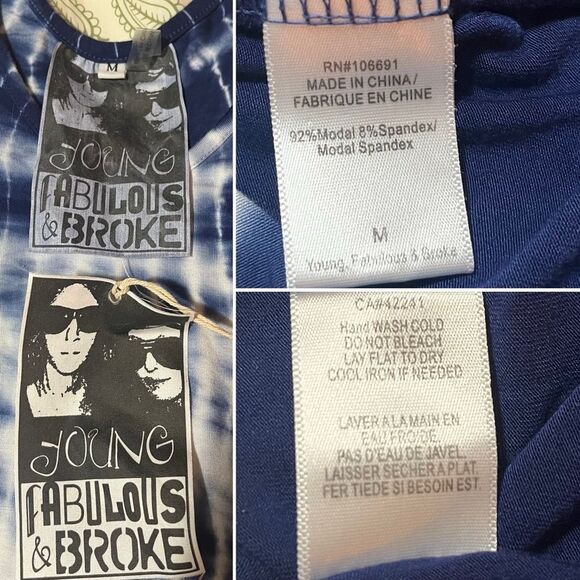 M
YOUNG
FABULOUS
& BROKE
YOUNG
FABULOUS
& BROKE
RN#106691
MADE IN CHINA/
FABRIQUE EN CHINE
92%Modal 8%Spandex/
Modal Spandex
M
Young, Fabulous & Broke
CA#42241
Hand WASH COLD
DO NOT BLEACH
LAY FLAT TO DRY
COOL IRON IF NEEDED
LAVER A LA MAIN EN
EAU FROIDE.
PAS D'EAU DE JAVEL.
LAISSER SECHER A PLAT.
FER TIEDE SI BESOIN EST.